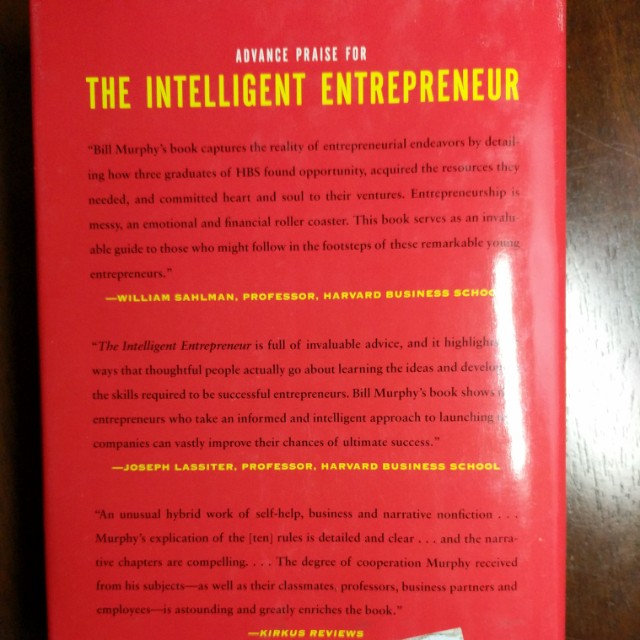 ADVANCE PRAISE FOR
THE INTELLIGENT ENTREPRENEUR
"Bill Murphy's book captures the reality of entrepreneurial endeavors by detail-
ing how three graduates of HBS found opportunity, acquired the resources they
needed, and committed heart and soul to their ventures. Entrepreneurship is
messy, an emotional and financial roller coaster. This book serves as an invalu-
able guide to those who might follow in the footsteps of these remarkable young
entrepreneurs."
—WILLIAM SAHLMAN, PROFESSOR, HARVARD BUSINESS SCHOOL
"The Intelligent Entrepreneur is full of invaluable advice, and it highlights
ways that thoughtful people actually go about learning the ideas and developing
the skills required to be successful entrepreneurs. Bill Murphy's book shows
entrepreneurs who take an informed and intelligent approach to launching
companies can vastly improve their chances of ultimate success."
—JOSEPH LASSITER, PROFESSOR, HARVARD BUSINESS SCHOOL
"An unusual hybrid work of self-help, business and narrative nonfiction . . .
Murphy's explication of the [ten] rules is detailed and clear . . . and the narra-
tive chapters are compelling. . . . The degree of cooperation Murphy received
from his subjects—as well as their classmates, professors, business partners and
employees—is astounding and greatly enriches the book."
—KIRKUS REVIEWS